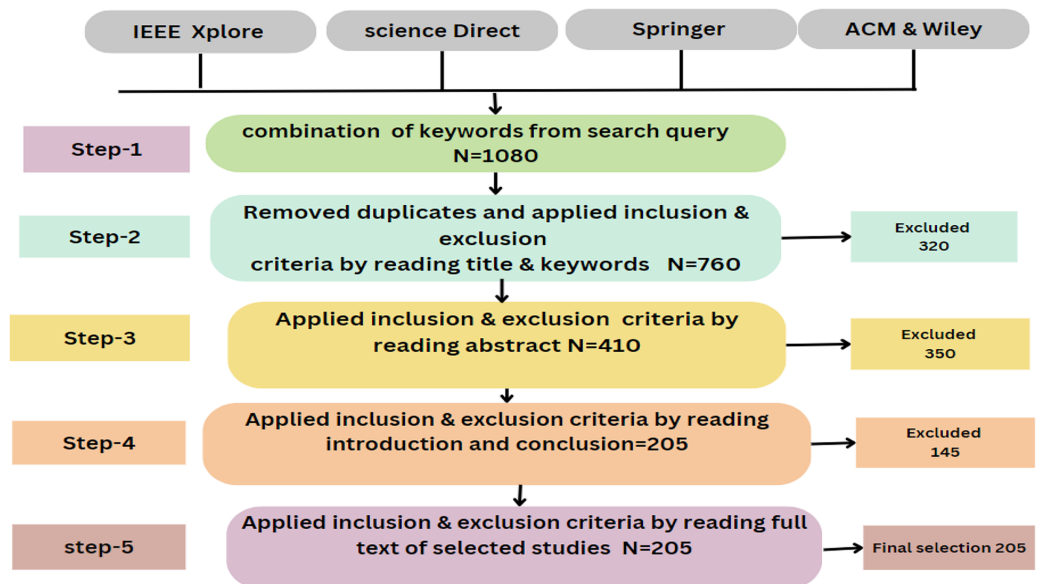 IEEE Xplore
science Direct
Springer
ACM & Wiley
Step-1
combination of keywords from search query
N=1080
Step-2
Removed duplicates and applied inclusion &
exclusion
criteria by reading title & keywords N=760
Excluded
320
Step-3
Applied inclusion & exclusion criteria by
reading abstract N=410
Excluded
350
Step-4
Applied inclusion & exclusion criteria by reading
introduction and conclusion=205
Excluded
145
step-5
Applied inclusion & exclusion criteria by reading full
text of selected studies N=205
Final selection 205